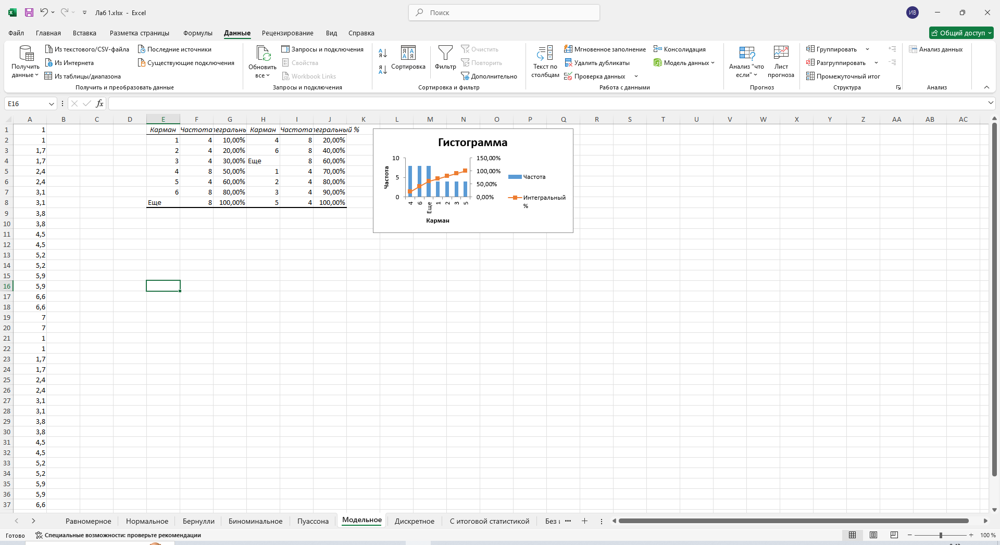 Лаб 1.xlsx - Excel
Поиск
ИВ
Файл Главная Вставка Разметка страницы Формулы Данные Рецензирование Вид Справка
Общий доступ
Получить данные
Из текстового/CSV-файла
Из Интернета
Из таблицы/диапазона
Последние источники
Существующие подключения
Получить и преобразовать данные
Обновить все
Запросы и подключения
Свойства
Workbook Links
Запросы и подключения
Сортировка
Фильтр
Очистить
Повторить
Дополнительно
Сортировка и фильтр
Текст по столбцам
Мгновенное заполнение
Удалить дубликаты
Проверка данных
Консолидация
Модель данных
Работа с данными
Анализ "что если"
Лист прогноза
Прогноз
Группировать
Разгруппировать
Промежуточный итог
Структура
Анализ данных
Анализ
E16
fx
A B C D E F G H I J K L M N O P Q R S T U V W X Y Z AA AB AC
1 1 Карман Частота тегральнь Карман Частота тегральный %
2 1 1 4 10,00% 4 8 20,00%
3 1,7 2 4 20,00% 6 8 40,00%
4 1,7 3 4 30,00% Еще 8 60,00%
5 2,4 4 8 50,00% 1 4 70,00%
6 2,4 5 4 60,00% 2 4 80,00%
7 3,1 6 8 80,00% 3 4 90,00%
8 3,1 Еще 8 100,00% 5 4 100,00%
9 3,8
10 3,8
11 4,5
12 4,5
13 5,2
14 5,2
15 5,9
16 5,9
17 6,6
18 6,6
19 7
20 7
21 1
22 1
23 1,7
24 1,7
25 2,4
26 2,4
27 3,1
28 3,1
29 3,8
30 3,8
31 4,5
32 4,5
33 5,2
34 5,2
35 5,9
36 5,9
37 6,6
Гистограмма
Частота
10
5
0
150,00%
100,00%
50,00%
0,00%
4 6 Еще 1 2 3 5
Карман
Частота
Интегральный %
Равномерное Нормальное Бернулли Биноминальное Пуассона Модельное Дискретное С итоговой статистикой Без
Готово
Специальные возможности: проверьте рекомендации
100 %